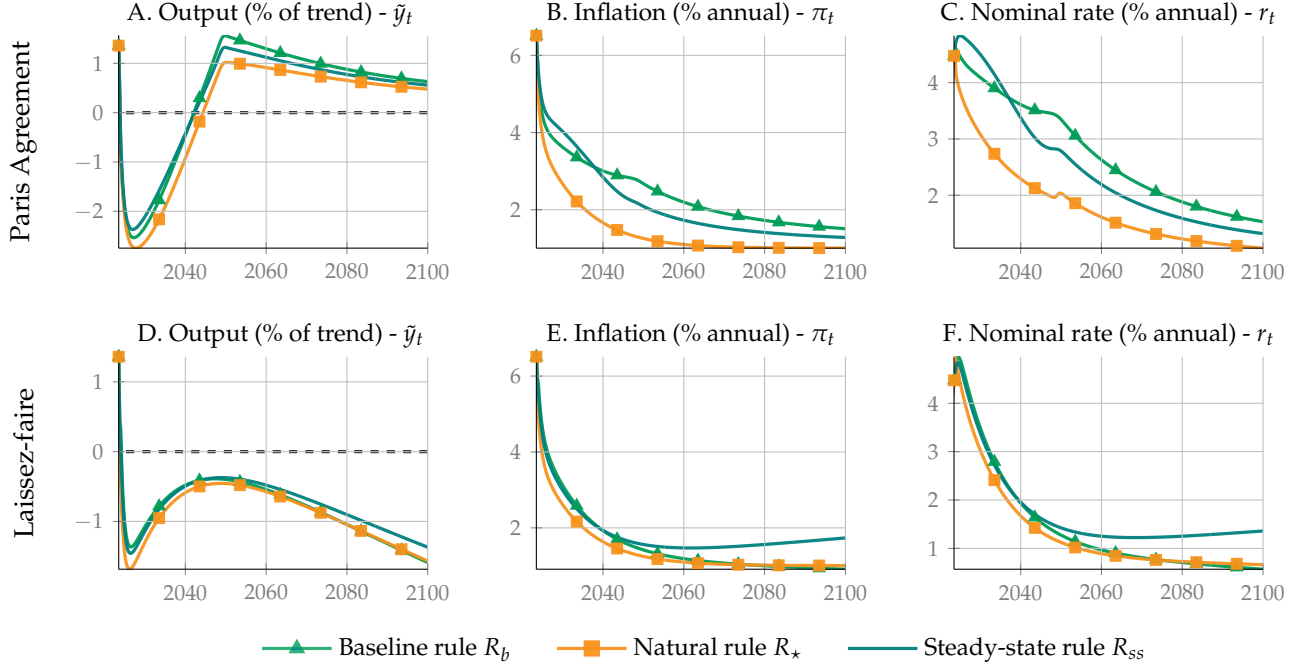 A. Output (% of trend) - ỹ_t
B. Inflation (% annual) - π_t
C. Nominal rate (% annual) - r_t
Paris Agreement
1
0
−1
−2
2040 2060 2080 2100
6
4
2
2040 2060 2080 2100
4
3
2
2040 2060 2080 2100
D. Output (% of trend) - ỹ_t
E. Inflation (% annual) - π_t
F. Nominal rate (% annual) - r_t
Laissez-faire
1
0
−1
2040 2060 2080 2100
6
4
2
2040 2060 2080 2100
4
3
2
1
2040 2060 2080 2100
Baseline rule R_b
Natural rule R_⋆
Steady-state rule R_ss